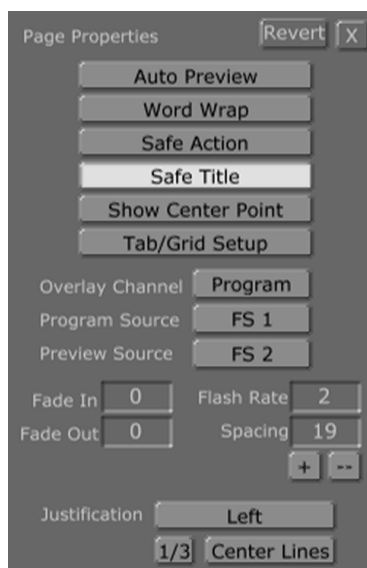 Page Properties Revert X
Auto Preview
Word Wrap
Safe Action
Safe Title
Show Center Point
Tab/Grid Setup
Overlay Channel Program
Program Source FS 1
Preview Source FS 2
Fade In 0 Flash Rate 2
Fade Out 0 Spacing 19
+ --
Justification Left
1/3 Center Lines